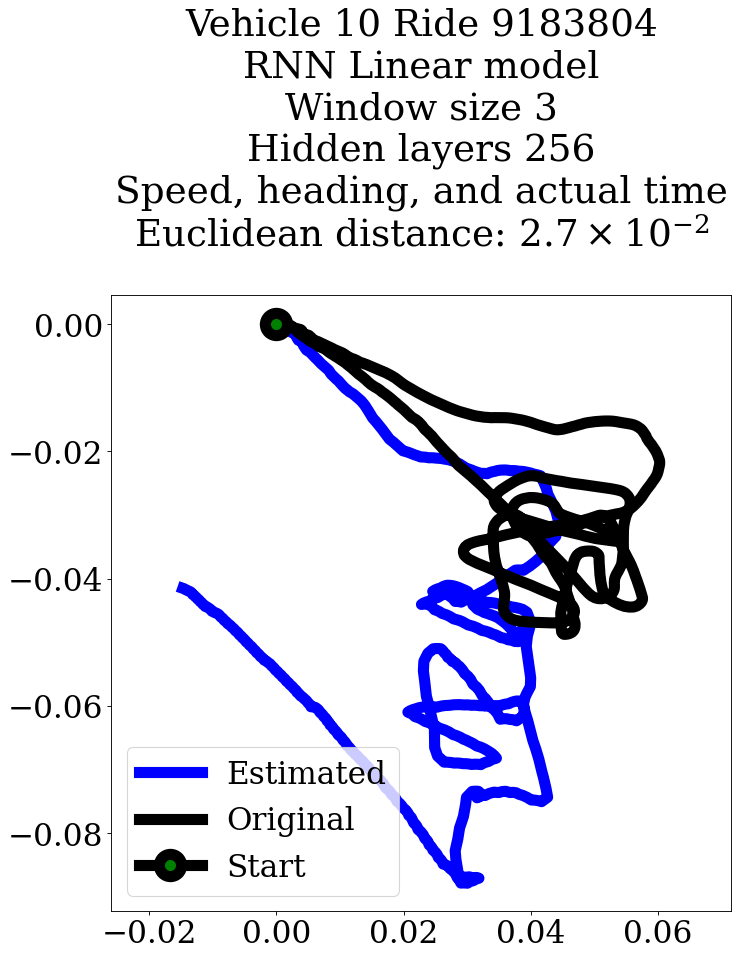 Vehicle 10 Ride 9183804
RNN Linear model
Window size 3
Hidden layers 256
Speed, heading, and actual time
Euclidean distance: 2.7 × 10⁻²
0.00
−0.02
−0.04
−0.06
−0.08
Estimated
Original
Start
−0.02 0.00 0.02 0.04 0.06